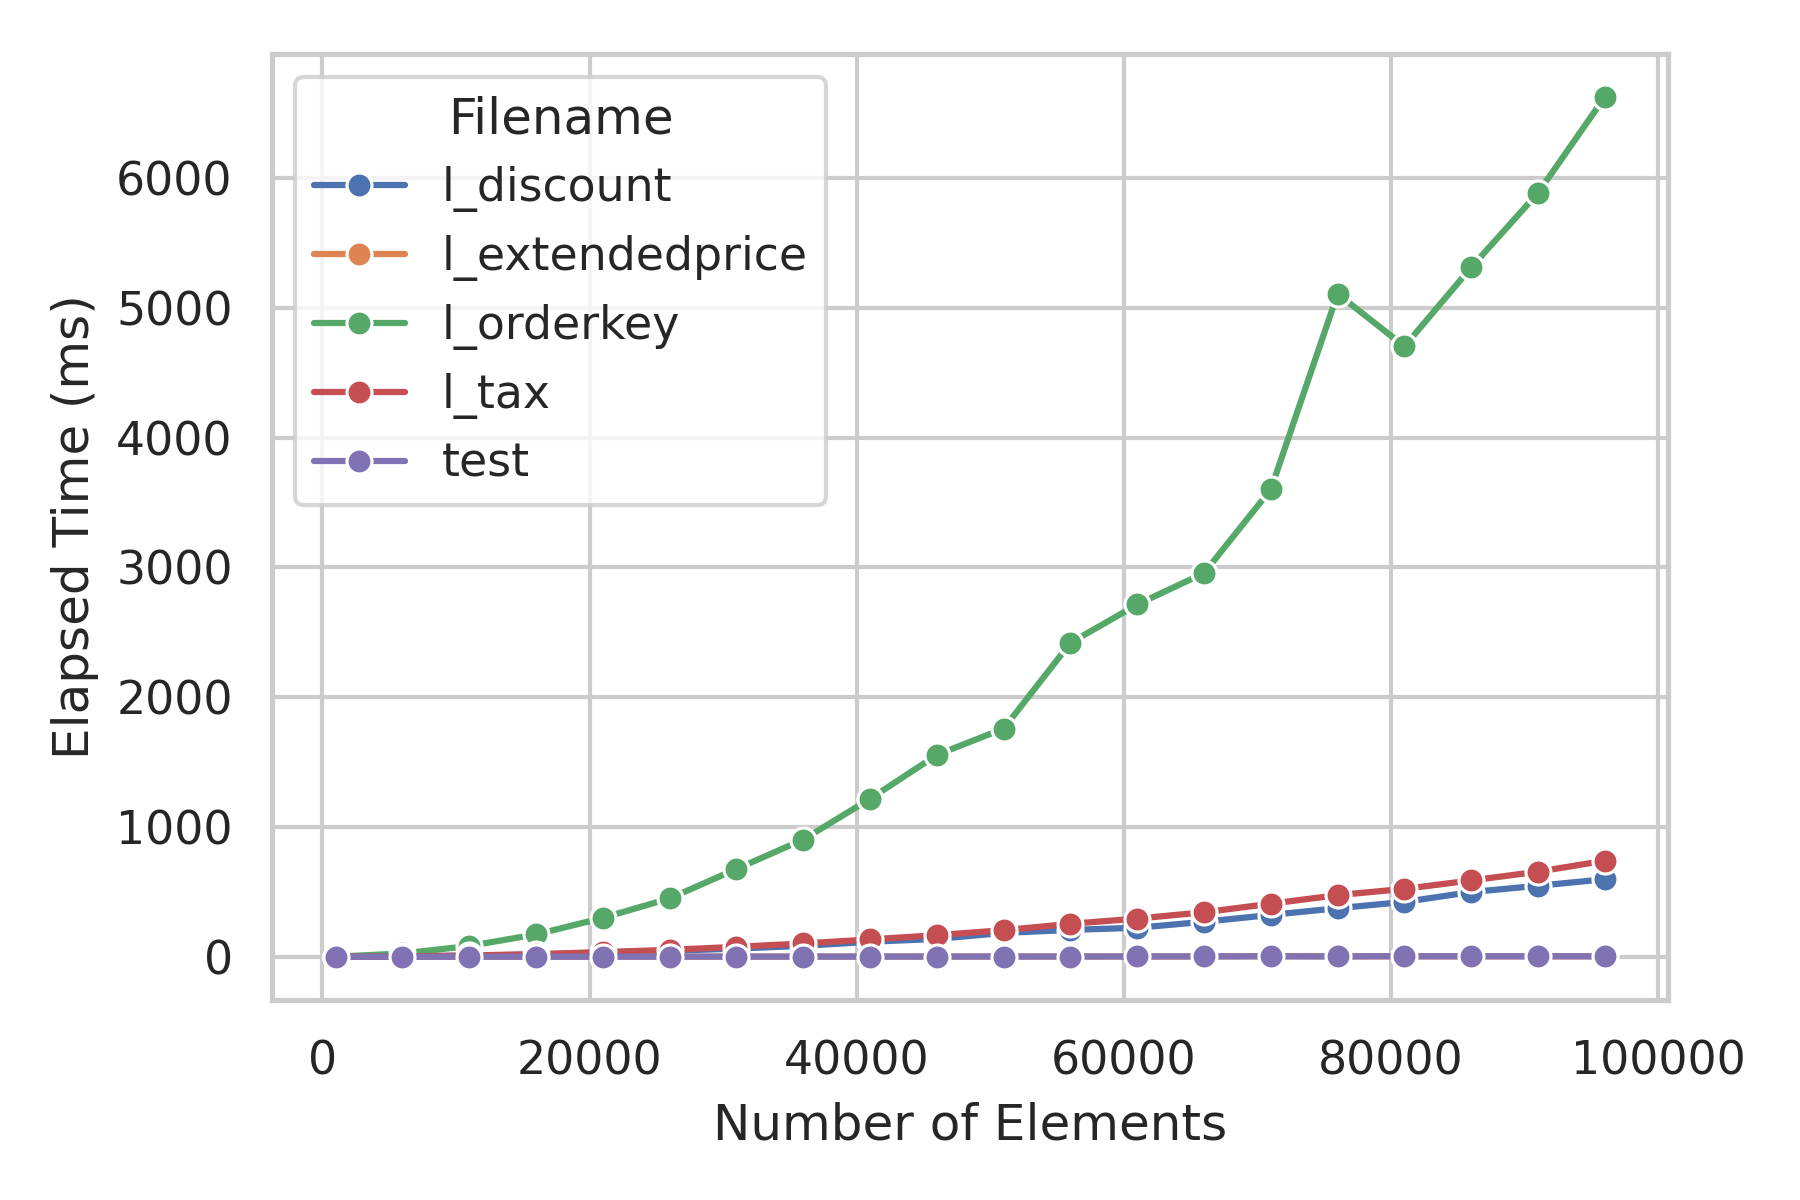 Filename
l_discount
l_extendedprice
l_orderkey
l_tax
test
Elapsed Time (ms)
6000
5000
4000
3000
2000
1000
0
0 20000 40000 60000 80000 100000
Number of Elements